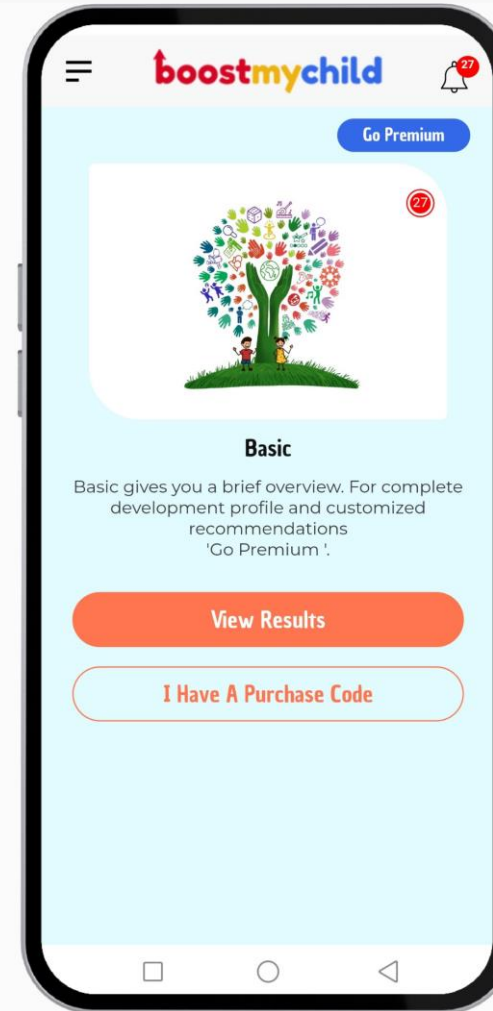 boostmychild
27
Go Premium
27
Basic
Basic gives you a brief overview. For complete
development profile and customized
recommendations
'Go Premium '.
View Results
I Have A Purchase Code